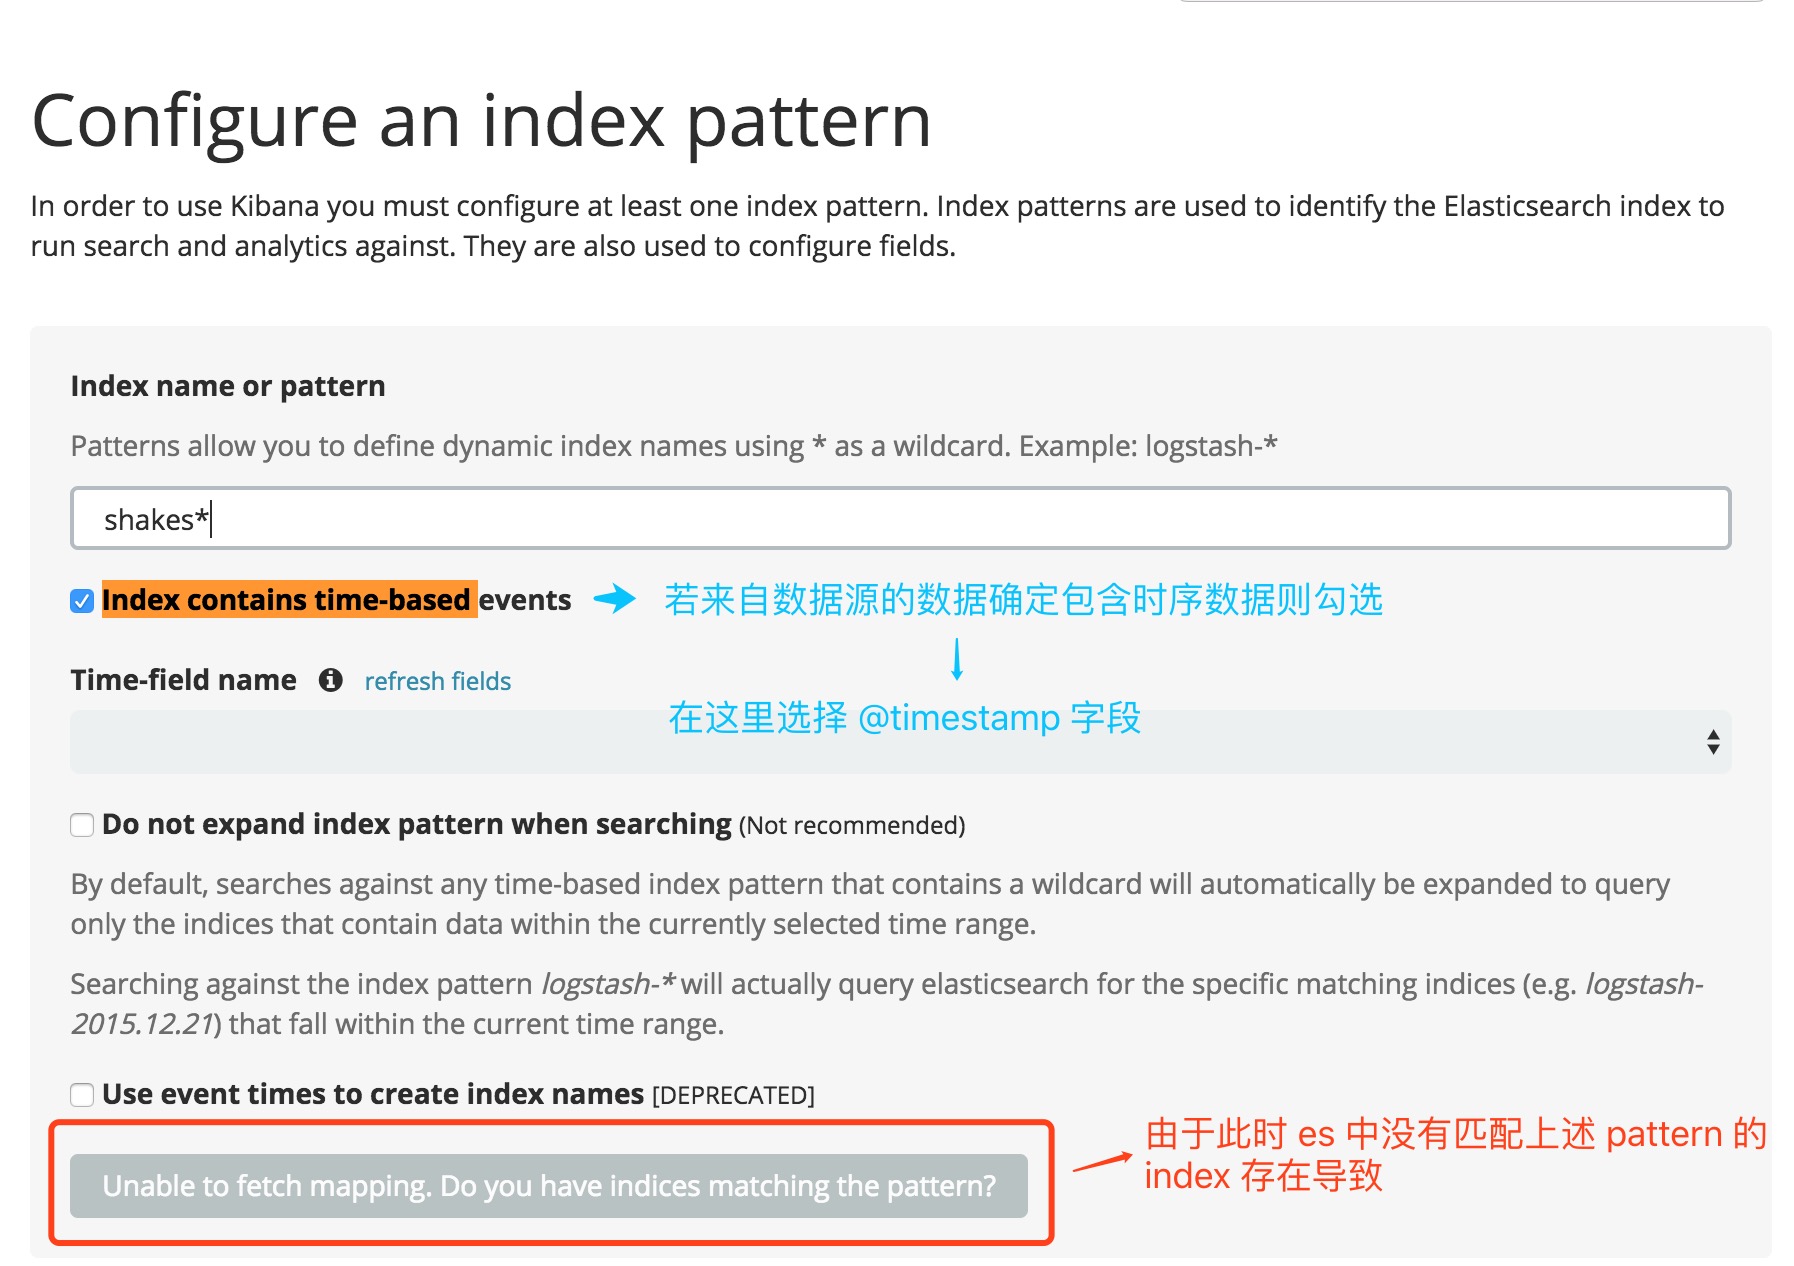 Configure an index pattern
In order to use Kibana you must configure at least one index pattern. Index patterns are used to identify the Elasticsearch index to
run search and analytics against. They are also used to configure fields.
Index name or pattern
Patterns allow you to define dynamic index names using * as a wildcard. Example: logstash-*
shakes*
Index contains time-based events
若来自数据源的数据确定包含时序数据则勾选
Time-field name refresh fields
在这里选择 @timestamp 字段
Do not expand index pattern when searching (Not recommended)
By default, searches against any time-based index pattern that contains a wildcard will automatically be expanded to query
only the indices that contain data within the currently selected time range.
Searching against the index pattern logstash-* will actually query elasticsearch for the specific matching indices (e.g. logstash-
2015.12.21) that fall within the current time range.
Use event times to create index names [DEPRECATED]
由于此时 es 中没有匹配上述 pattern 的
index 存在导致
Unable to fetch mapping. Do you have indices matching the pattern?